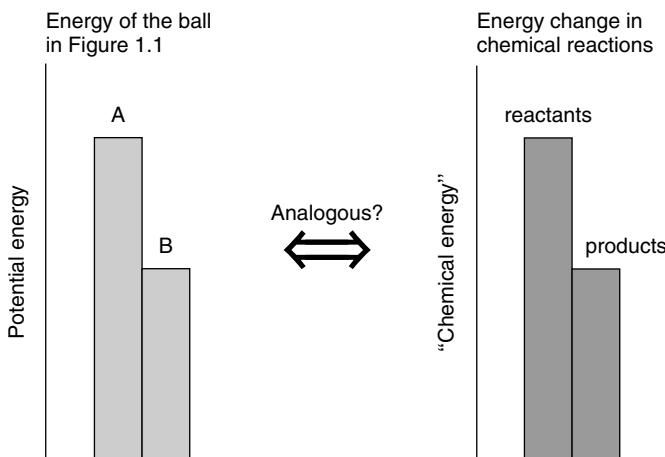 Energy of the ball
in Figure 1.1
Potential energy
A
B
Analogous?
Energy change in
chemical reactions
“Chemical energy”
reactants
products